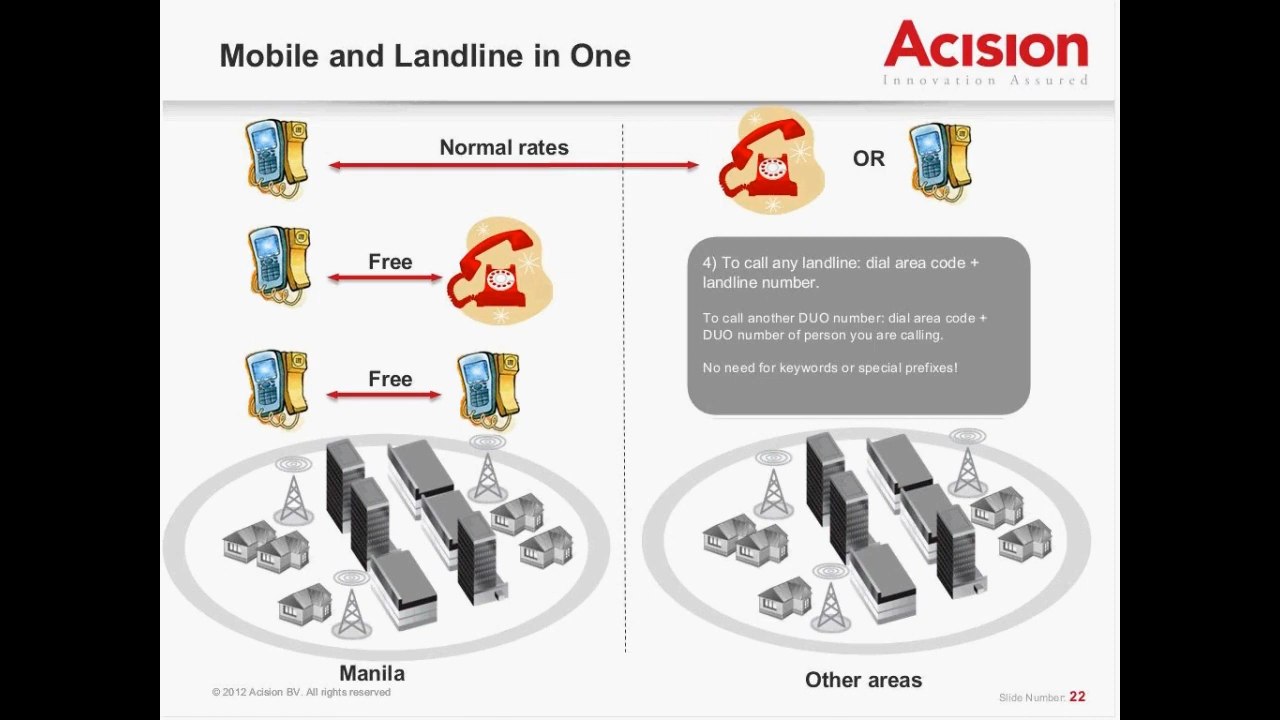 Mobile and Landline in One
Acision
Innovation Assured
Normal rates
OR
Free
4) To call any landline: dial area code +
landline number.
To call another DUO number: dial area code +
DUO number of person you are calling.
No need for keywords or special prefixes!
Free
Manila
Other areas
© 2012 Acision BV. All rights reserved
Slide Number: 22